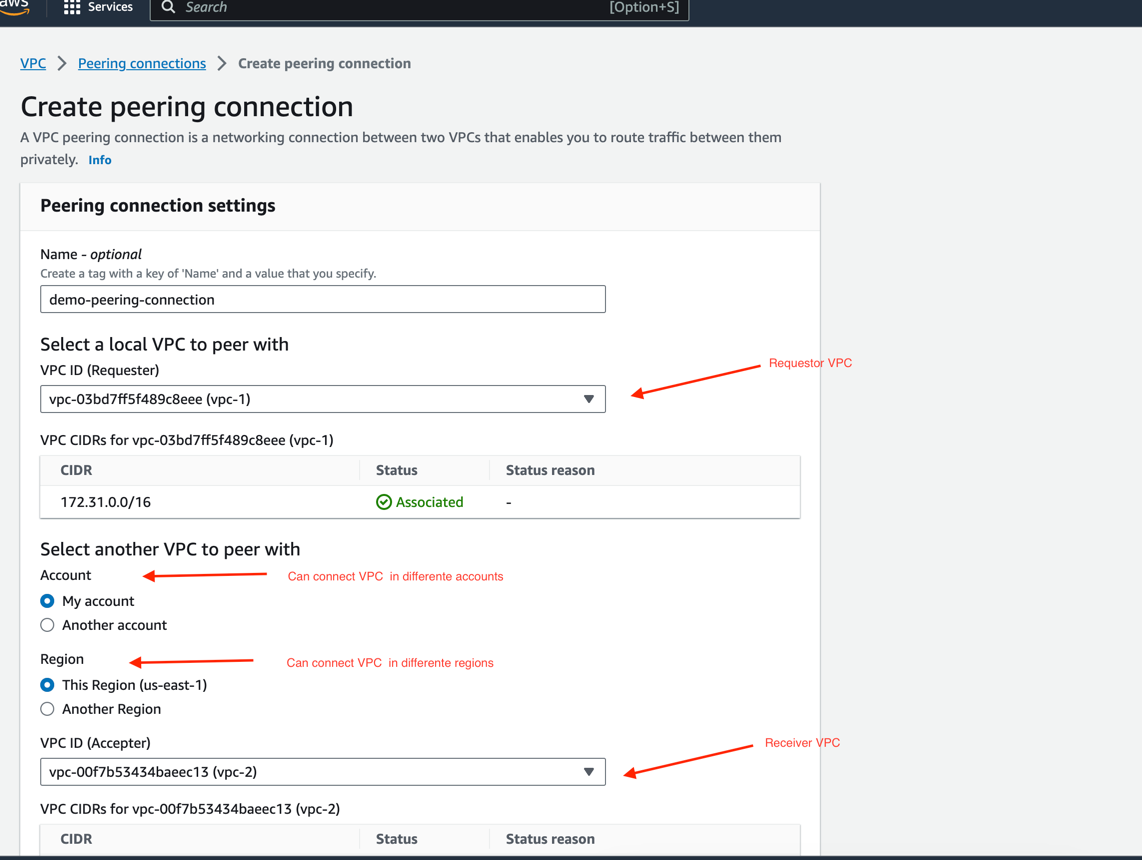 aws
Services
Search
[Option+S]
VPC > Peering connections > Create peering connection
Create peering connection
A VPC peering connection is a networking connection between two VPCs that enables you to route traffic between them
privately. Info
Peering connection settings
Name - optional
Create a tag with a key of 'Name' and a value that you specify.
demo-peering-connection
Select a local VPC to peer with
VPC ID (Requester)
Requestor VPC
vpc-03bd7ff5f489c8eee (vpc-1)
VPC CIDRs for vpc-03bd7ff5f489c8eee (vpc-1)
CIDR Status Status reason
172.31.0.0/16 Associated -
Select another VPC to peer with
Account
Can connect VPC in differente accounts
My account
Another account
Region
Can connect VPC in differente regions
This Region (us-east-1)
Another Region
VPC ID (Accepter)
Receiver VPC
vpc-00f7b53434baeec13 (vpc-2)
VPC CIDRs for vpc-00f7b53434baeec13 (vpc-2)
CIDR Status Status reason